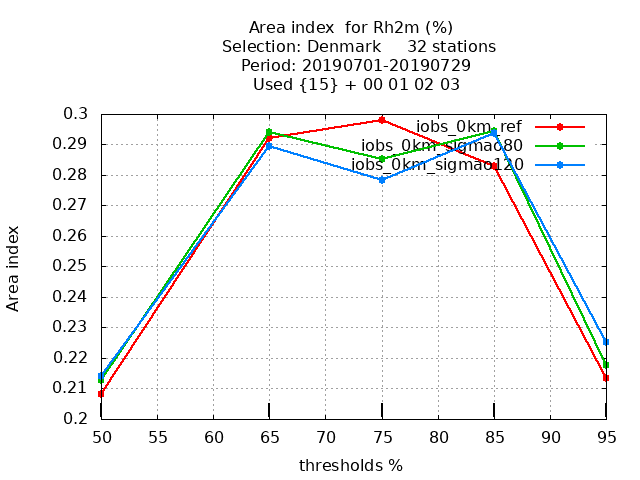 Area index  for Rh2m (%)
Selection: Denmark     32 stations
Period: 20190701-20190729
Used {15} + 00 01 02 03
0.3
0.29
0.28
0.27
0.26
0.25
0.24
0.23
0.22
0.21
0.2
Area index
iobs_0km_ref
iobs_0km_sigmao80
iobs_0km_sigmao120
50 55 60 65 70 75 80 85 90 95
thresholds %